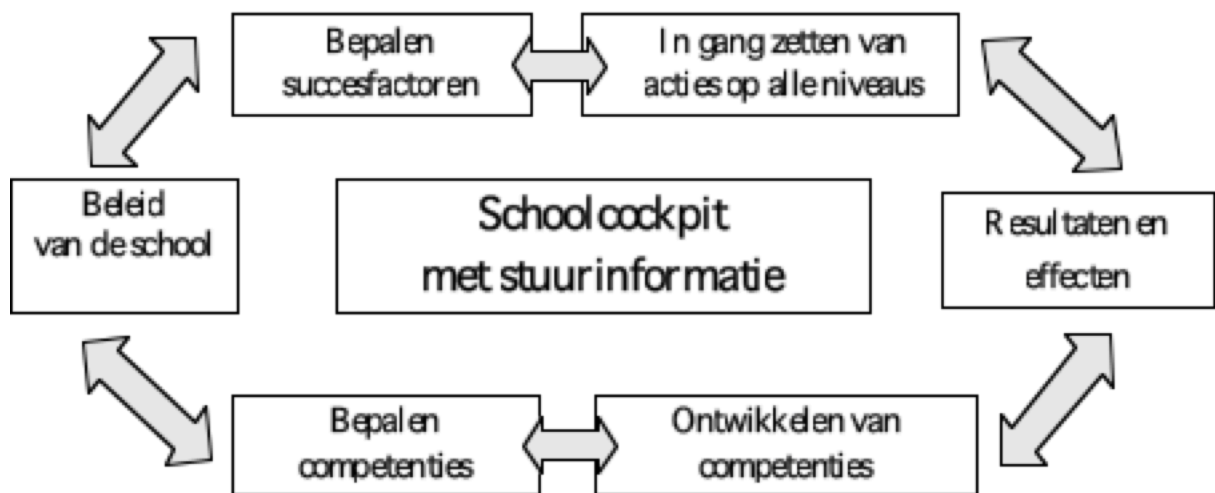 Bepalen
succesfactoren
In gang zetten van
acties op alle niveaus
Beleid
van de school
Schoolcockpit
met stuurinformatie
Resultaten en
effecten
Bepalen
competenties
Ontwikkelen van
competenties